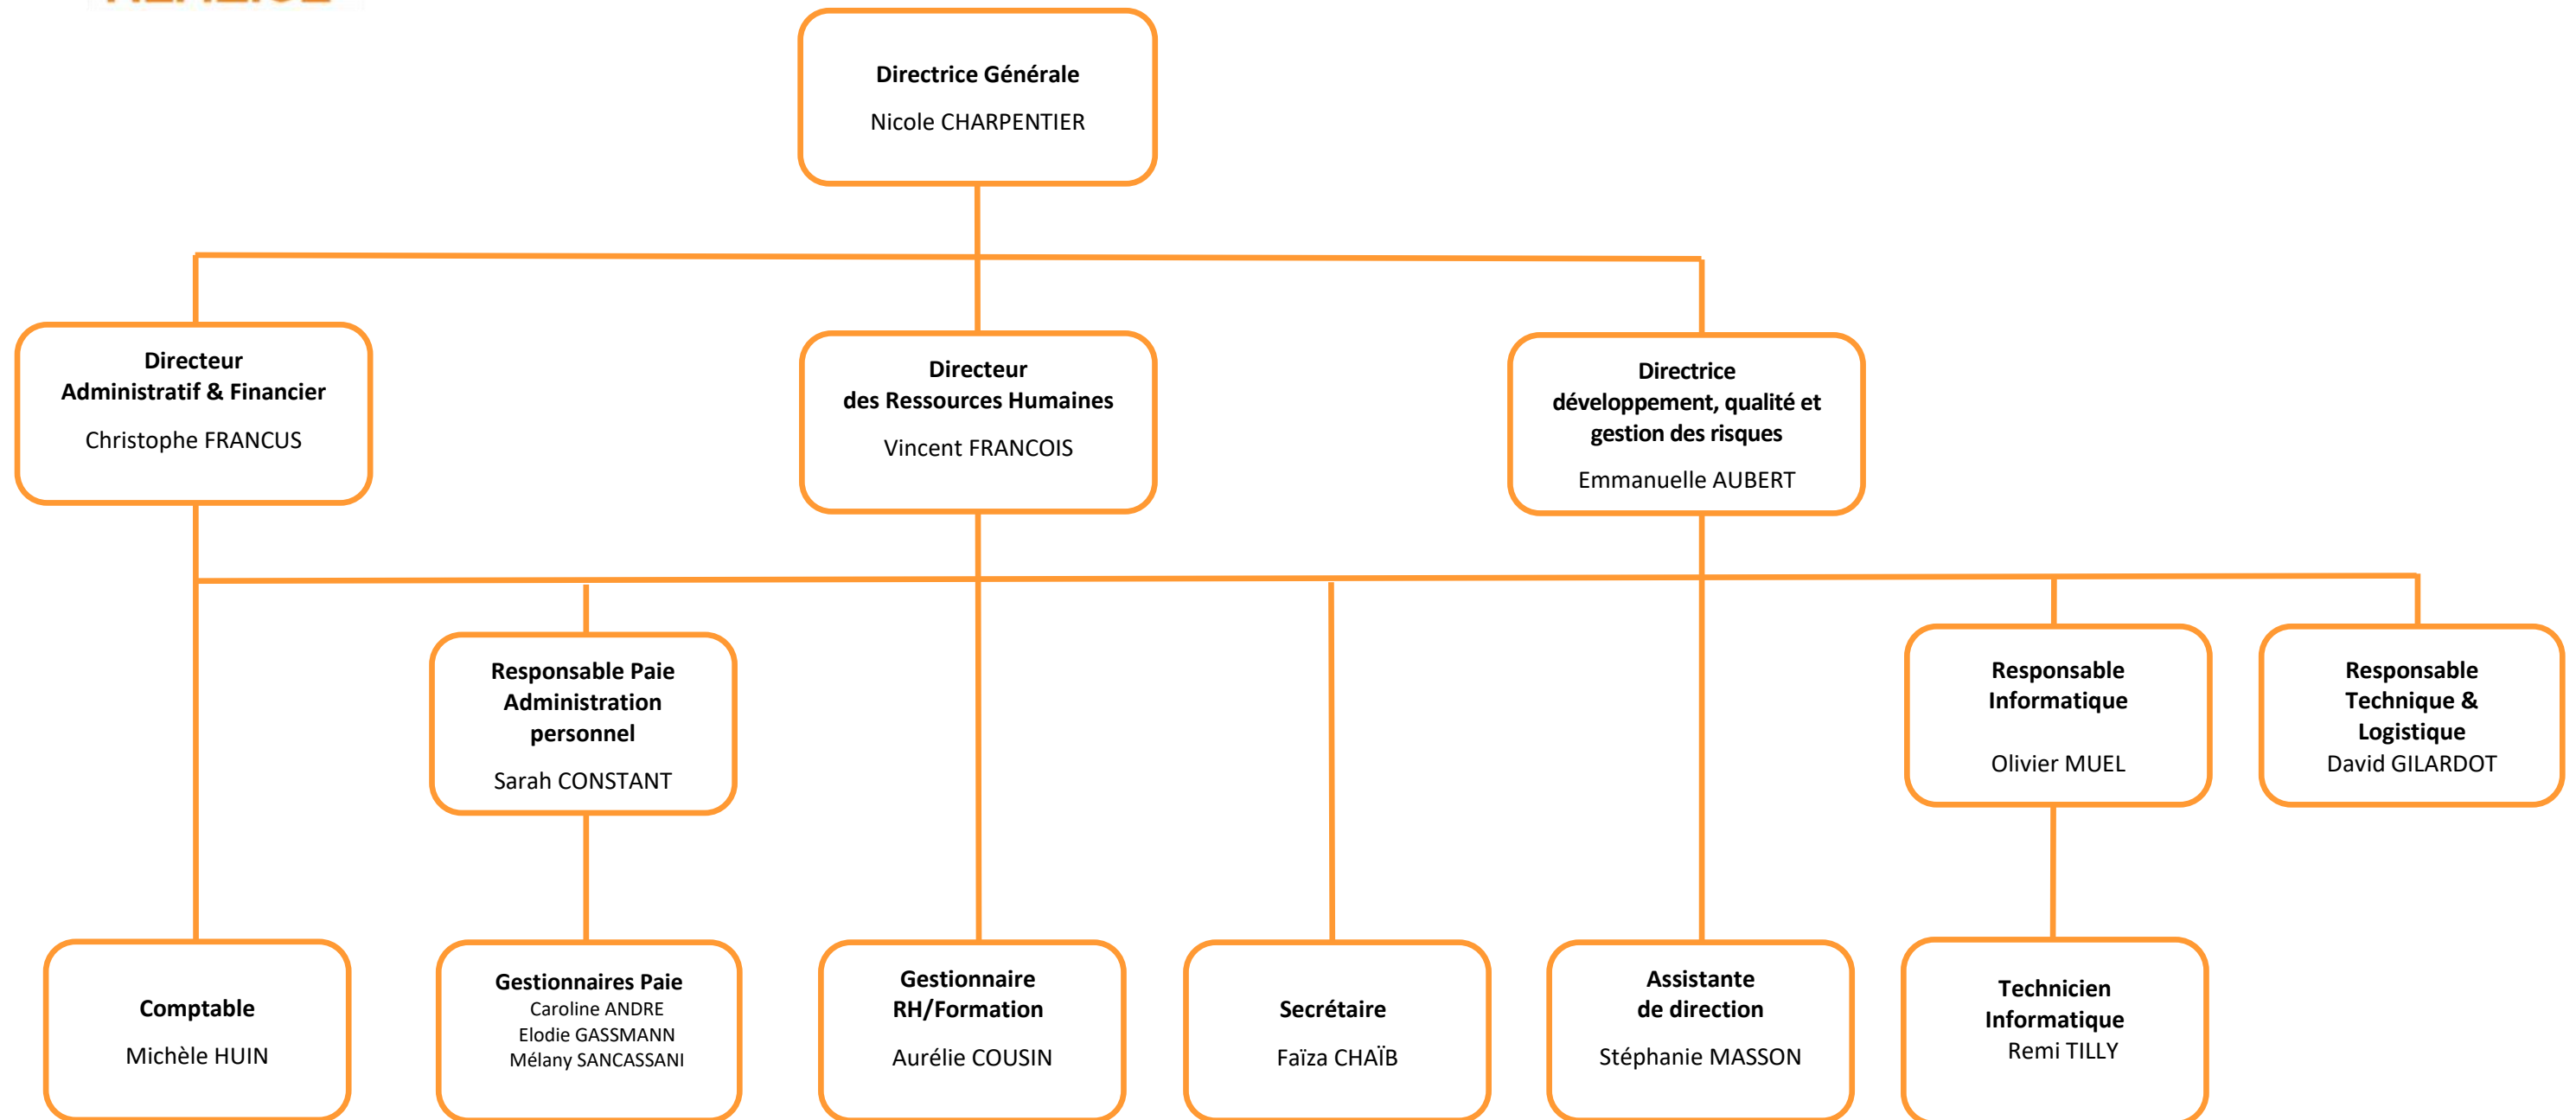 Directrice Générale
Nicole CHARPENTIER
Directeur
Administratif & Financier
Christophe FRANCUS
Directeur
des Ressources Humaines
Vincent FRANCOIS
Directrice
développement, qualité et
gestion des risques
Emmanuelle AUBERT
Responsable Paie
Administration
personnel
Sarah CONSTANT
Responsable
Informatique
Olivier MUEL
Responsable
Technique &
Logistique
David GILARDOT
Comptable
Michèle HUIN
Gestionnaires Paie
Caroline ANDRE
Elodie GASSMANN
Mélany SANCASSANI
Gestionnaire
RH/Formation
Aurélie COUSIN
Secrétaire
Faïza CHAÏB
Assistante
de direction
Stéphanie MASSON
Technicien
Informatique
Remi TILLY